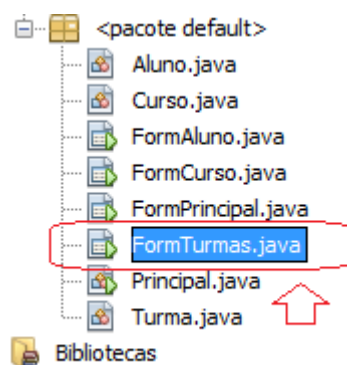 <pacote default>
Aluno.java
Curso.java
FormAluno.java
FormCurso.java
FormPrincipal.java
FormTurmas.java
Principal.java
Turma.java
Bibliotecas